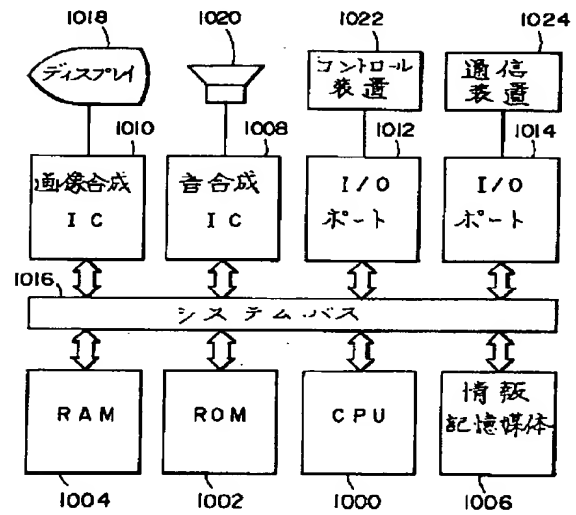 1018
1020
1022
1024
ディスプレイ
コントロール
装置
通信
装置
1010
1008
1012
1014
画像合成
IC
音合成
IC
I/O
ポート
I/O
ポート
1016
システムバス
RAM
ROM
CPU
情報
記憶媒体
1004
1002
1000
1006